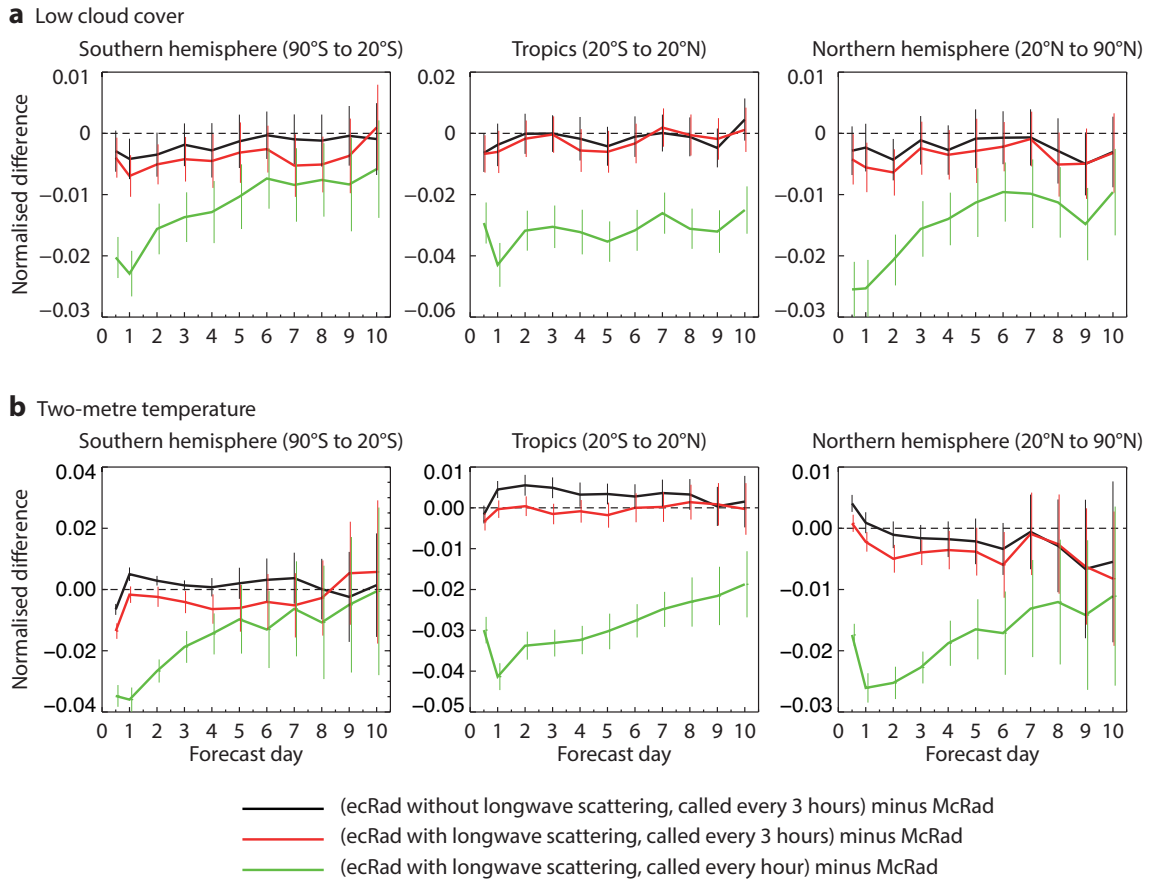 a Low cloud cover
Southern hemisphere (90°S to 20°S)
Tropics (20°S to 20°N)
Northern hemisphere (20°N to 90°N)
Normalised difference
0.01
0
−0.01
−0.02
−0.03
0 1 2 3 4 5 6 7 8 9 10
0.02
0
−0.02
−0.04
−0.06
0 1 2 3 4 5 6 7 8 9 10
0.01
0
−0.01
−0.02
−0.03
0 1 2 3 4 5 6 7 8 9 10
b Two-metre temperature
Southern hemisphere (90°S to 20°S)
Tropics (20°S to 20°N)
Northern hemisphere (20°N to 90°N)
Normalised difference
0.04
0.02
0.00
−0.02
−0.04
0 1 2 3 4 5 6 7 8 9 10
Forecast day
0.01
0.00
−0.01
−0.02
−0.03
−0.04
−0.05
0 1 2 3 4 5 6 7 8 9 10
Forecast day
0.01
0.00
−0.01
−0.02
−0.03
0 1 2 3 4 5 6 7 8 9 10
Forecast day
(ecRad without longwave scattering, called every 3 hours) minus McRad
(ecRad with longwave scattering, called every 3 hours) minus McRad
(ecRad with longwave scattering, called every hour) minus McRad